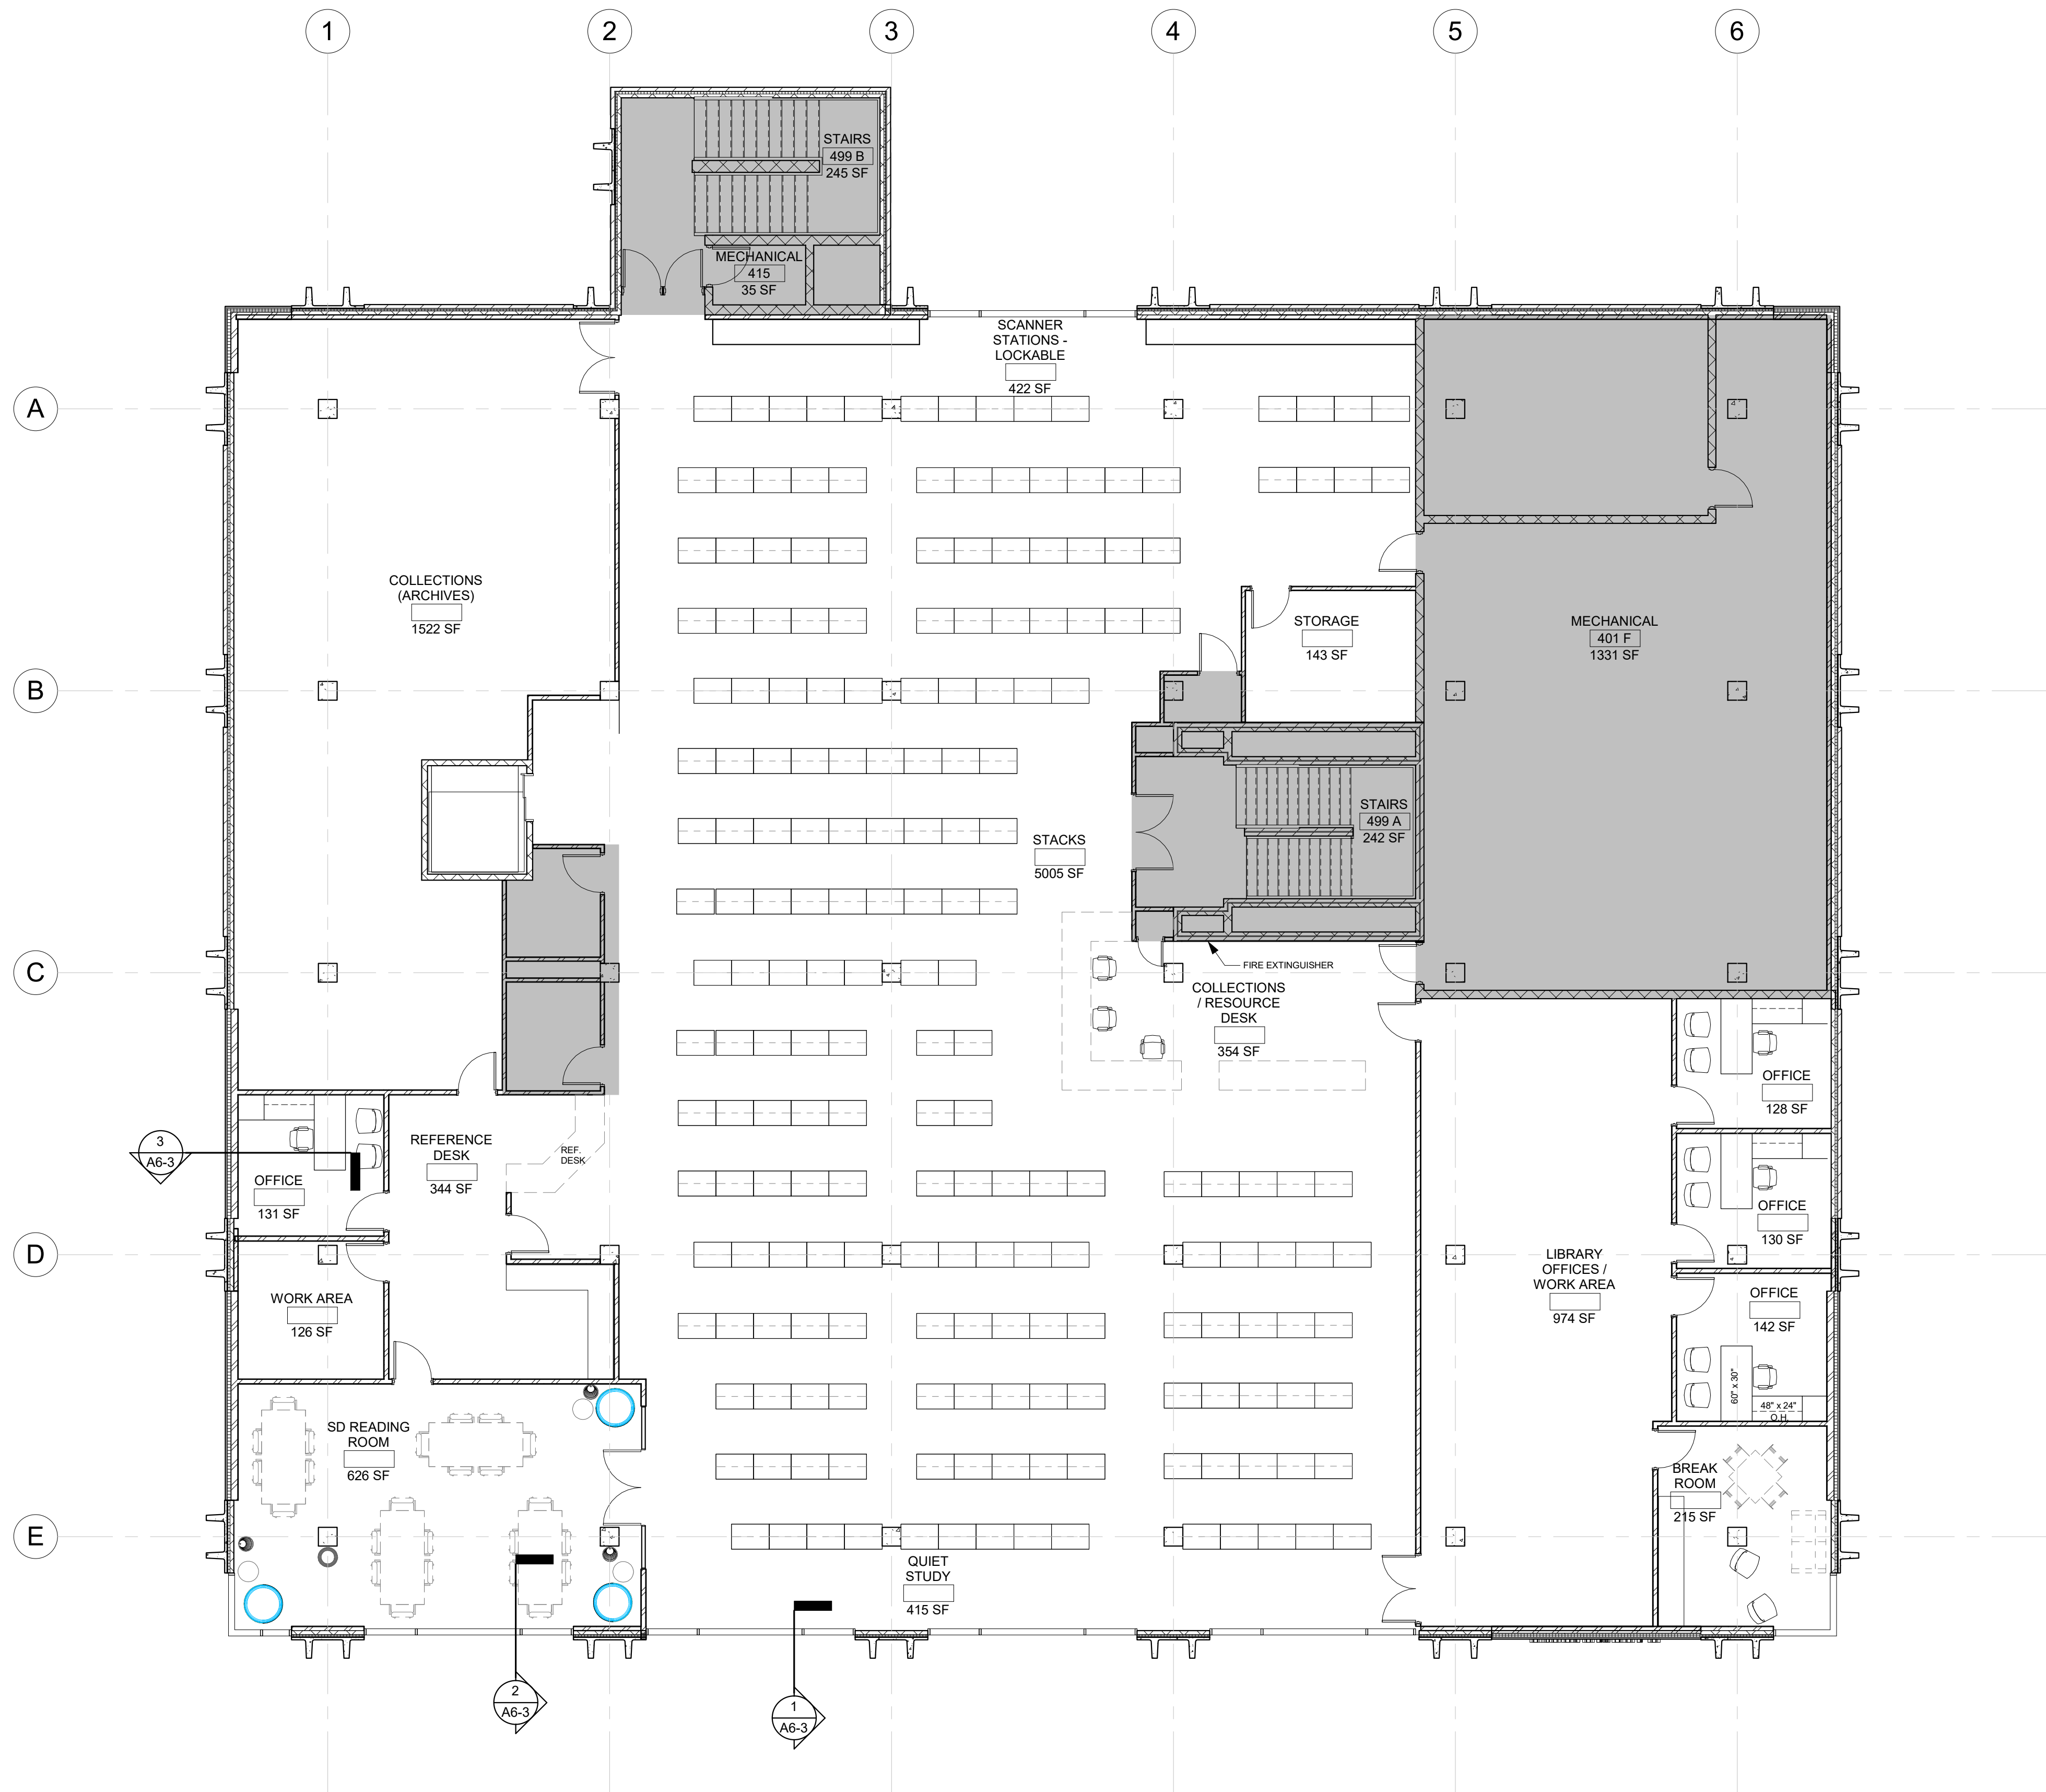 1
2
3
4
5
6
STAIRS
499 B
245 SF
MECHANICAL
415
35 SF
SCANNER
STATIONS -
LOCKABLE
422 SF
A
COLLECTIONS
(ARCHIVES)
1522 SF
STORAGE
143 SF
MECHANICAL
401 F
1331 SF
B
STAIRS
499 A
242 SF
STACKS
5005 SF
C
FIRE EXTINGUISHER
COLLECTIONS
/ RESOURCE
DESK
354 SF
OFFICE
128 SF
3
A6-3
REFERENCE
DESK
344 SF
REF.
DESK
OFFICE
131 SF
OFFICE
130 SF
D
LIBRARY
OFFICES /
WORK AREA
974 SF
WORK AREA
126 SF
OFFICE
142 SF
60" x 30"
48" x 24"
O.H.
SD READING
ROOM
626 SF
BREAK
ROOM
215 SF
E
QUIET
STUDY
415 SF
2
A6-3
1
A6-3